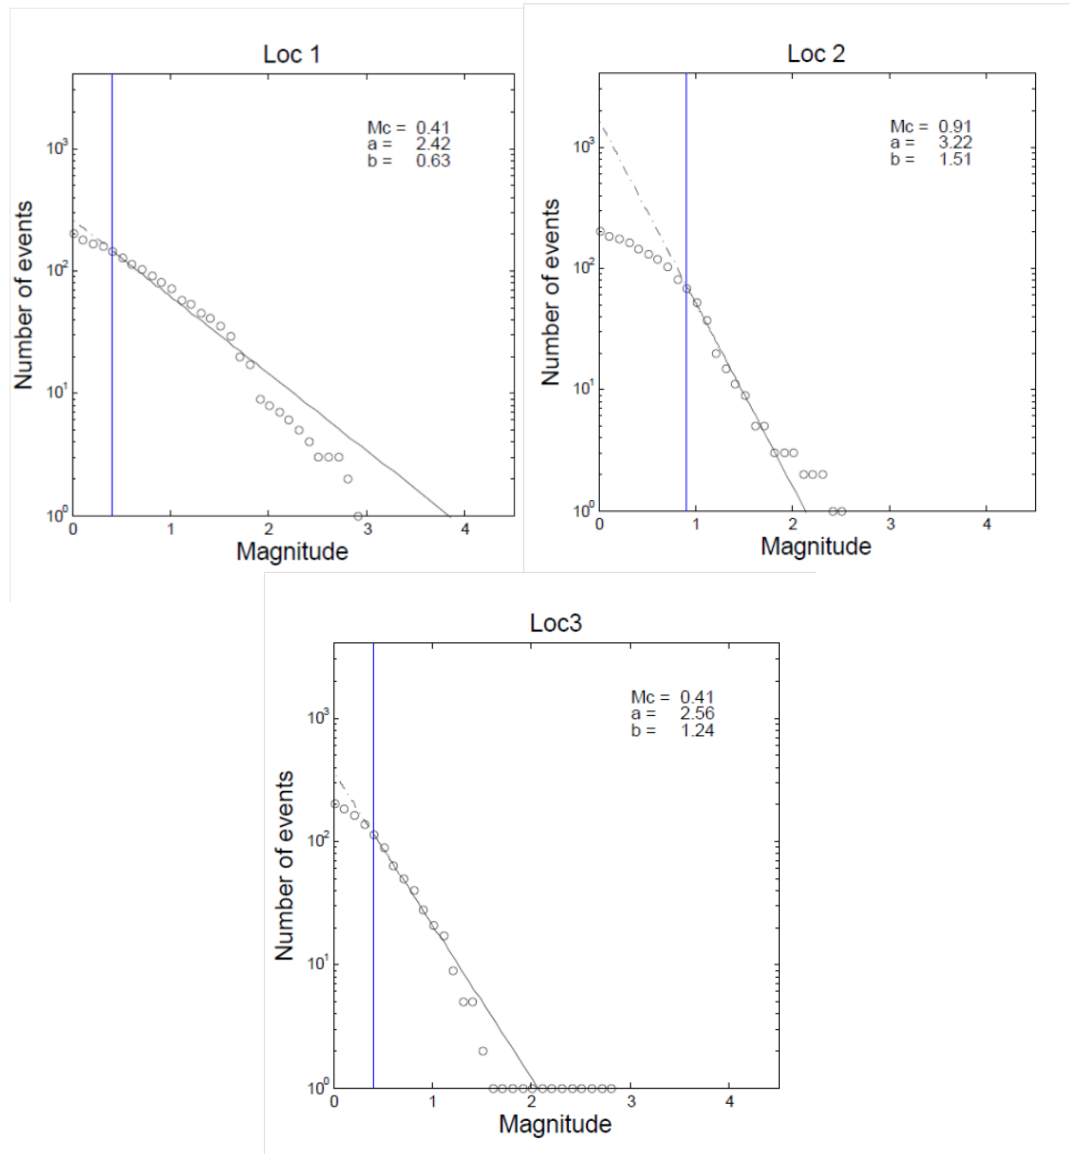 Loc 1
Mc = 0.41
a = 2.42
b = 0.63
Number of events
10^3
10^2
10^1
10^0
0 1 2 3 4
Magnitude
Loc 2
Mc = 0.91
a = 3.22
b = 1.51
Number of events
10^3
10^2
10^1
10^0
0 1 2 3 4
Magnitude
Loc3
Mc = 0.41
a = 2.56
b = 1.24
Number of events
10^3
10^2
10^1
10^0
0 1 2 3 4
Magnitude